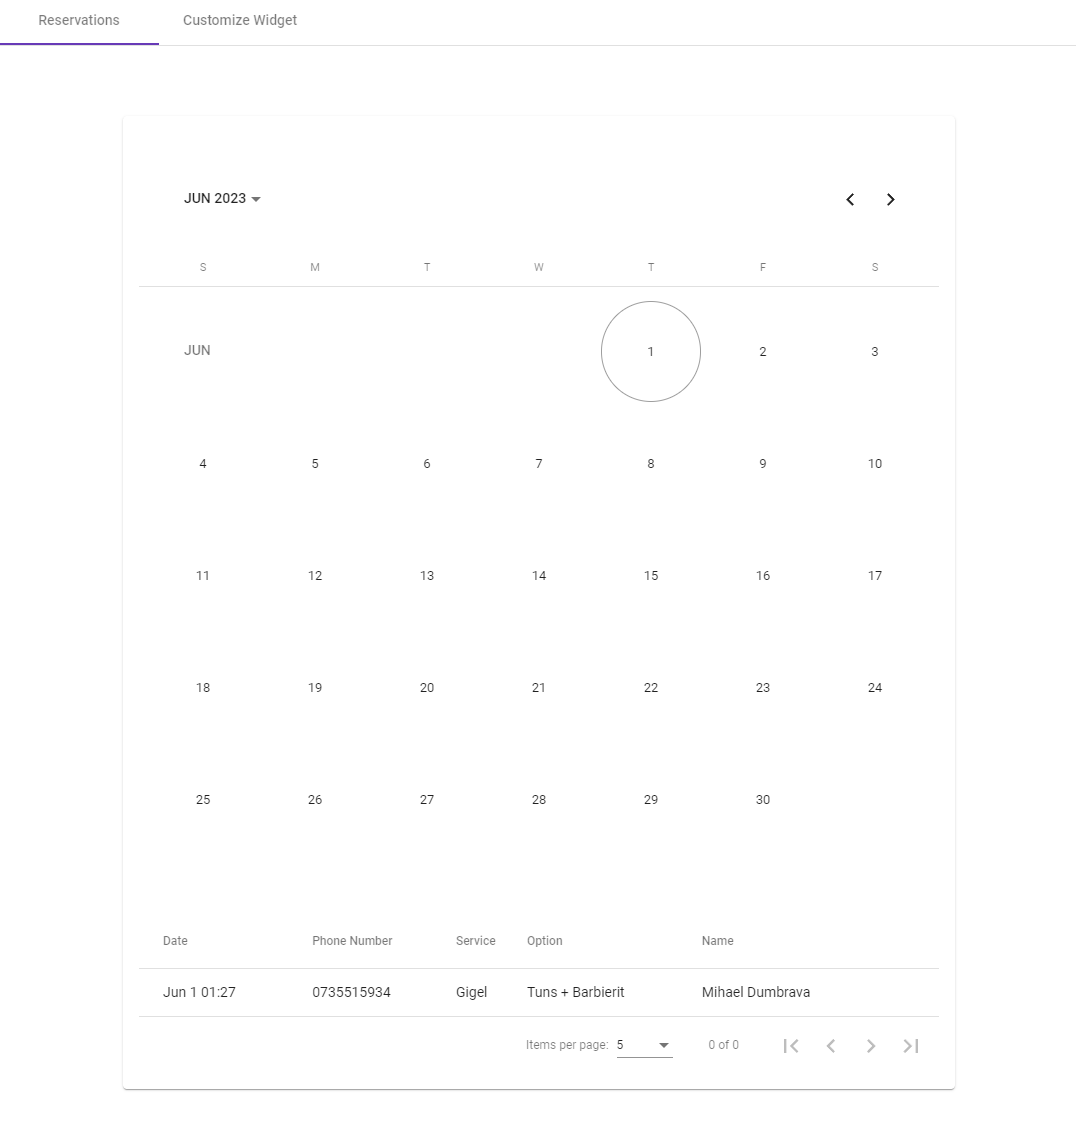 Reservations Customize Widget
JUN 2023
S M T W T F S
JUN 1 2 3
4 5 6 7 8 9 10
11 12 13 14 15 16 17
18 19 20 21 22 23 24
25 26 27 28 29 30
Date Phone Number Service Option Name
Jun 1 01:27 0735515934 Gigel Tuns + Barbierit Mihael Dumbrava
Items per page: 5 0 of 0